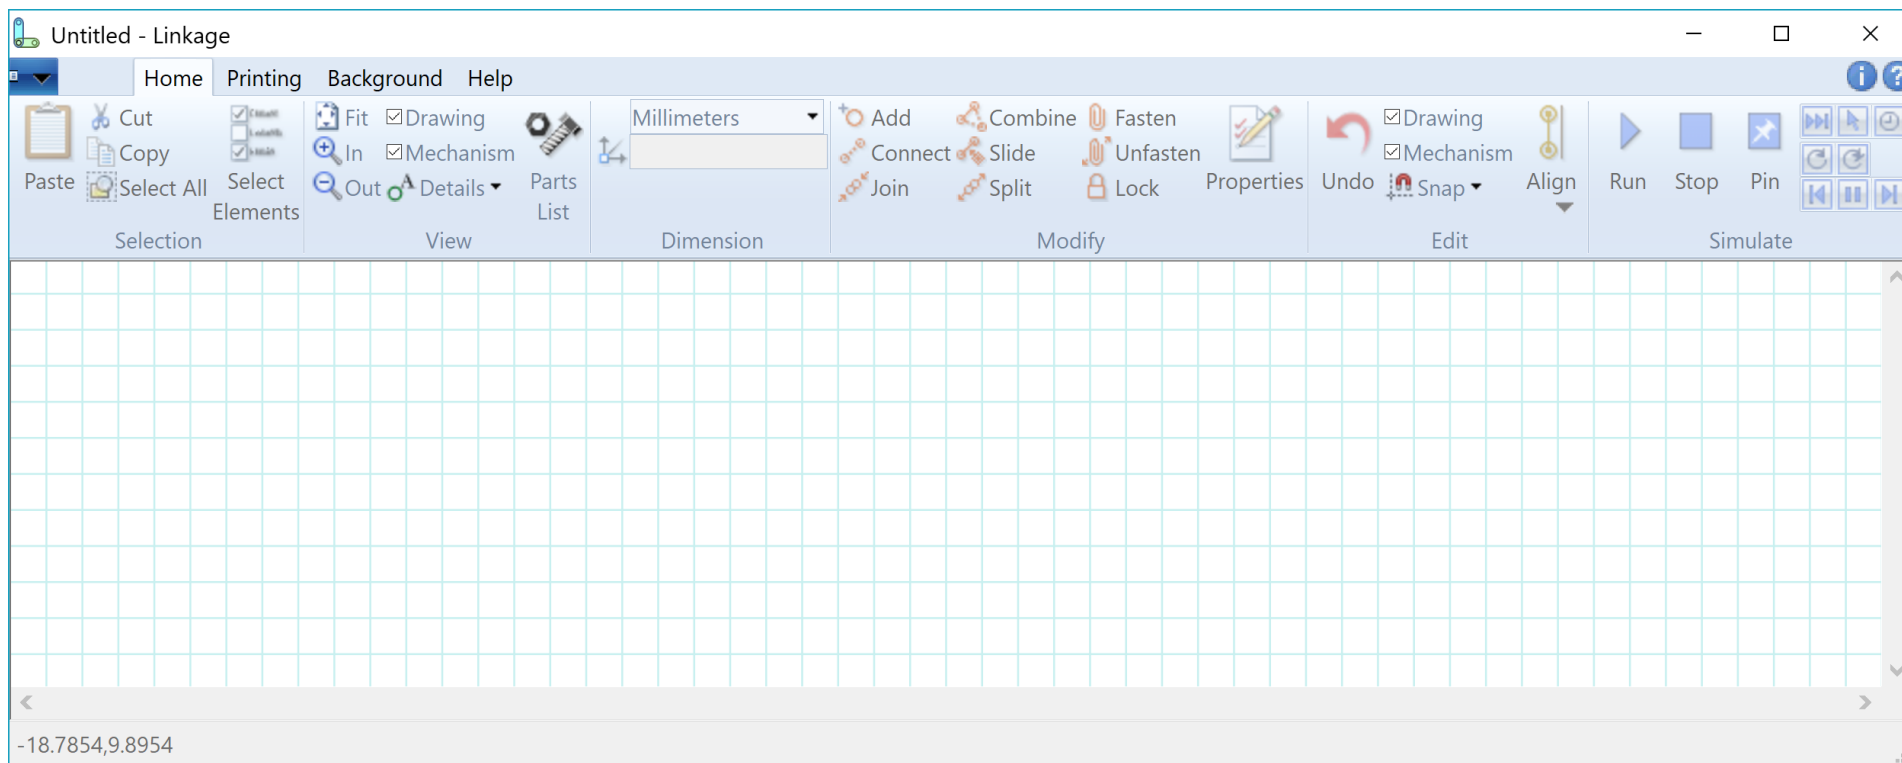 Untitled - Linkage
Home Printing Background Help
Cut Fit Drawing Millimeters Add Combine Fasten Drawing
Copy In Mechanism Connect Slide Unfasten Mechanism
Paste Select All Select Out Details Parts Join Split Lock Properties Undo Snap Align Run Stop Pin
Elements List
Selection View Dimension Modify Edit Simulate
-18.7854,9.8954